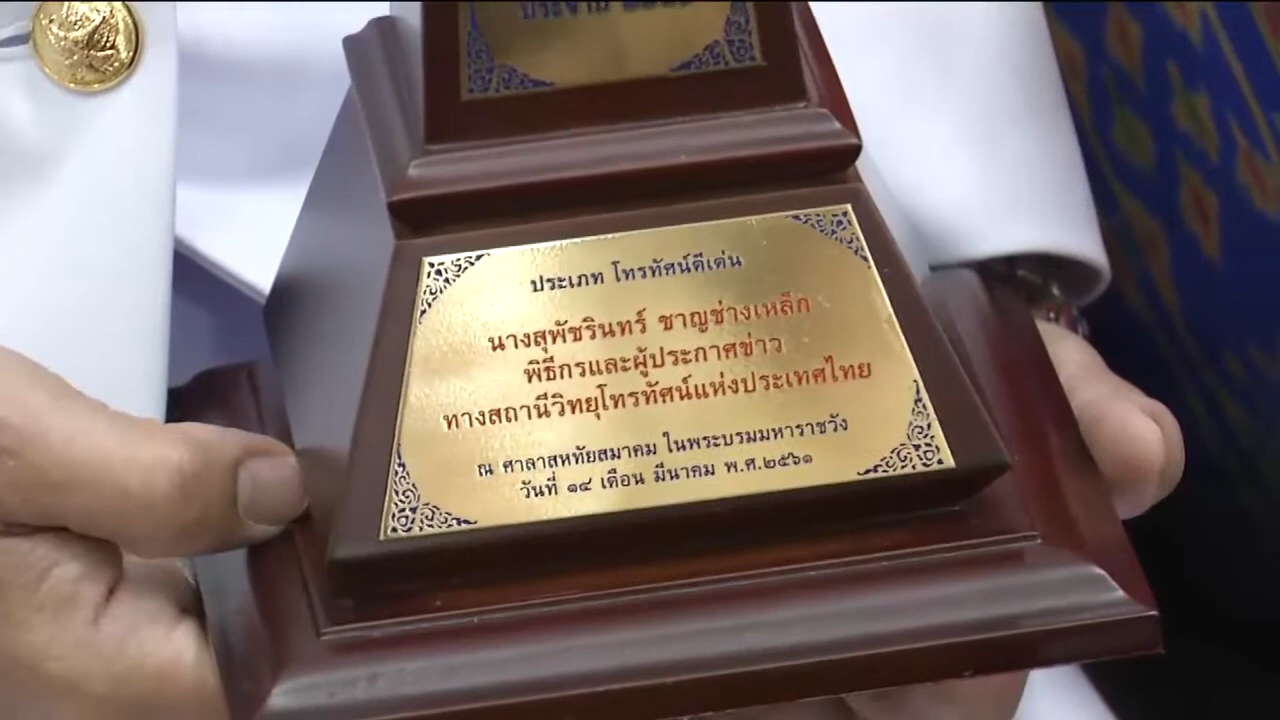 ประเภท โทรทัศน์ดีเด่น
นางสุพัชรินทร์ ชาญช่างเหล็ก
พิธีกรและผู้ประกาศข่าว
ทางสถานีวิทยุโทรทัศน์แห่งประเทศไทย
ณ ศาลาสหทัยสมาคม ในพระบรมมหาราชวัง
วันที่ ๑๔ เดือน มีนาคม พ.ศ.๒๕๖๑